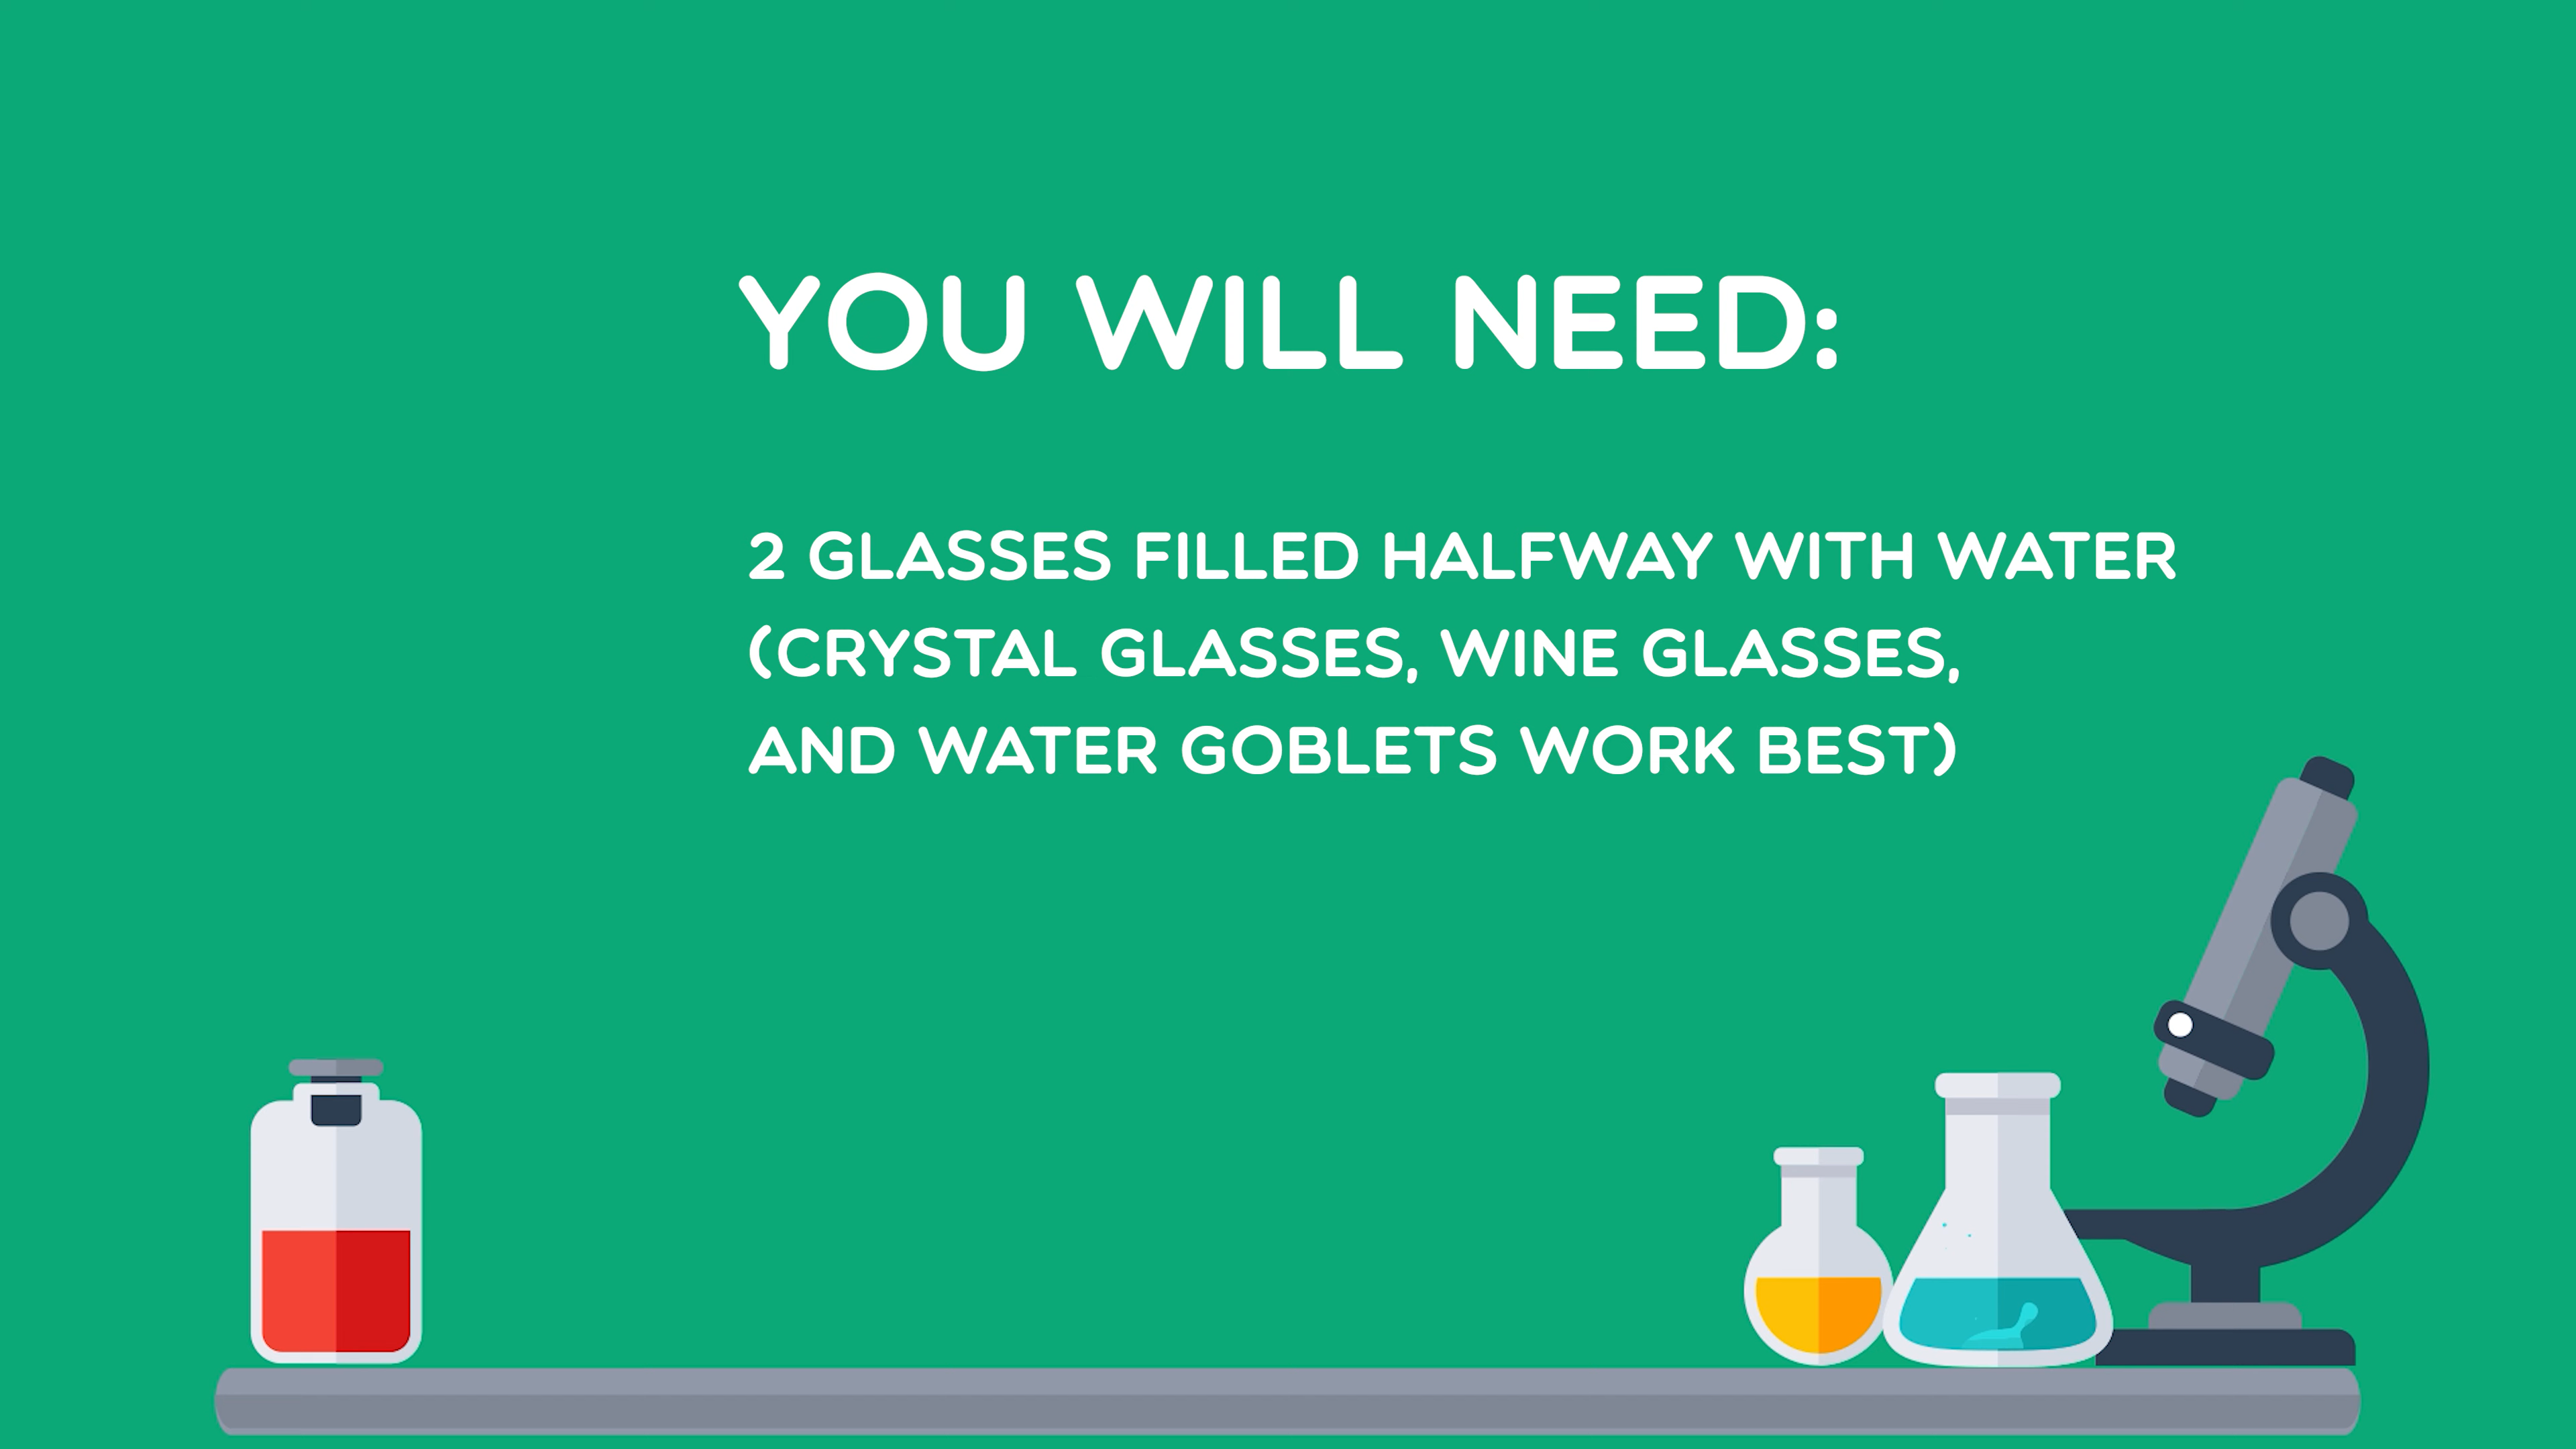 YOU WILL NEED:
2 GLASSES FILLED HALFWAY WITH WATER
(CRYSTAL GLASSES, WINE GLASSES,
AND WATER GOBLETS WORK BEST)